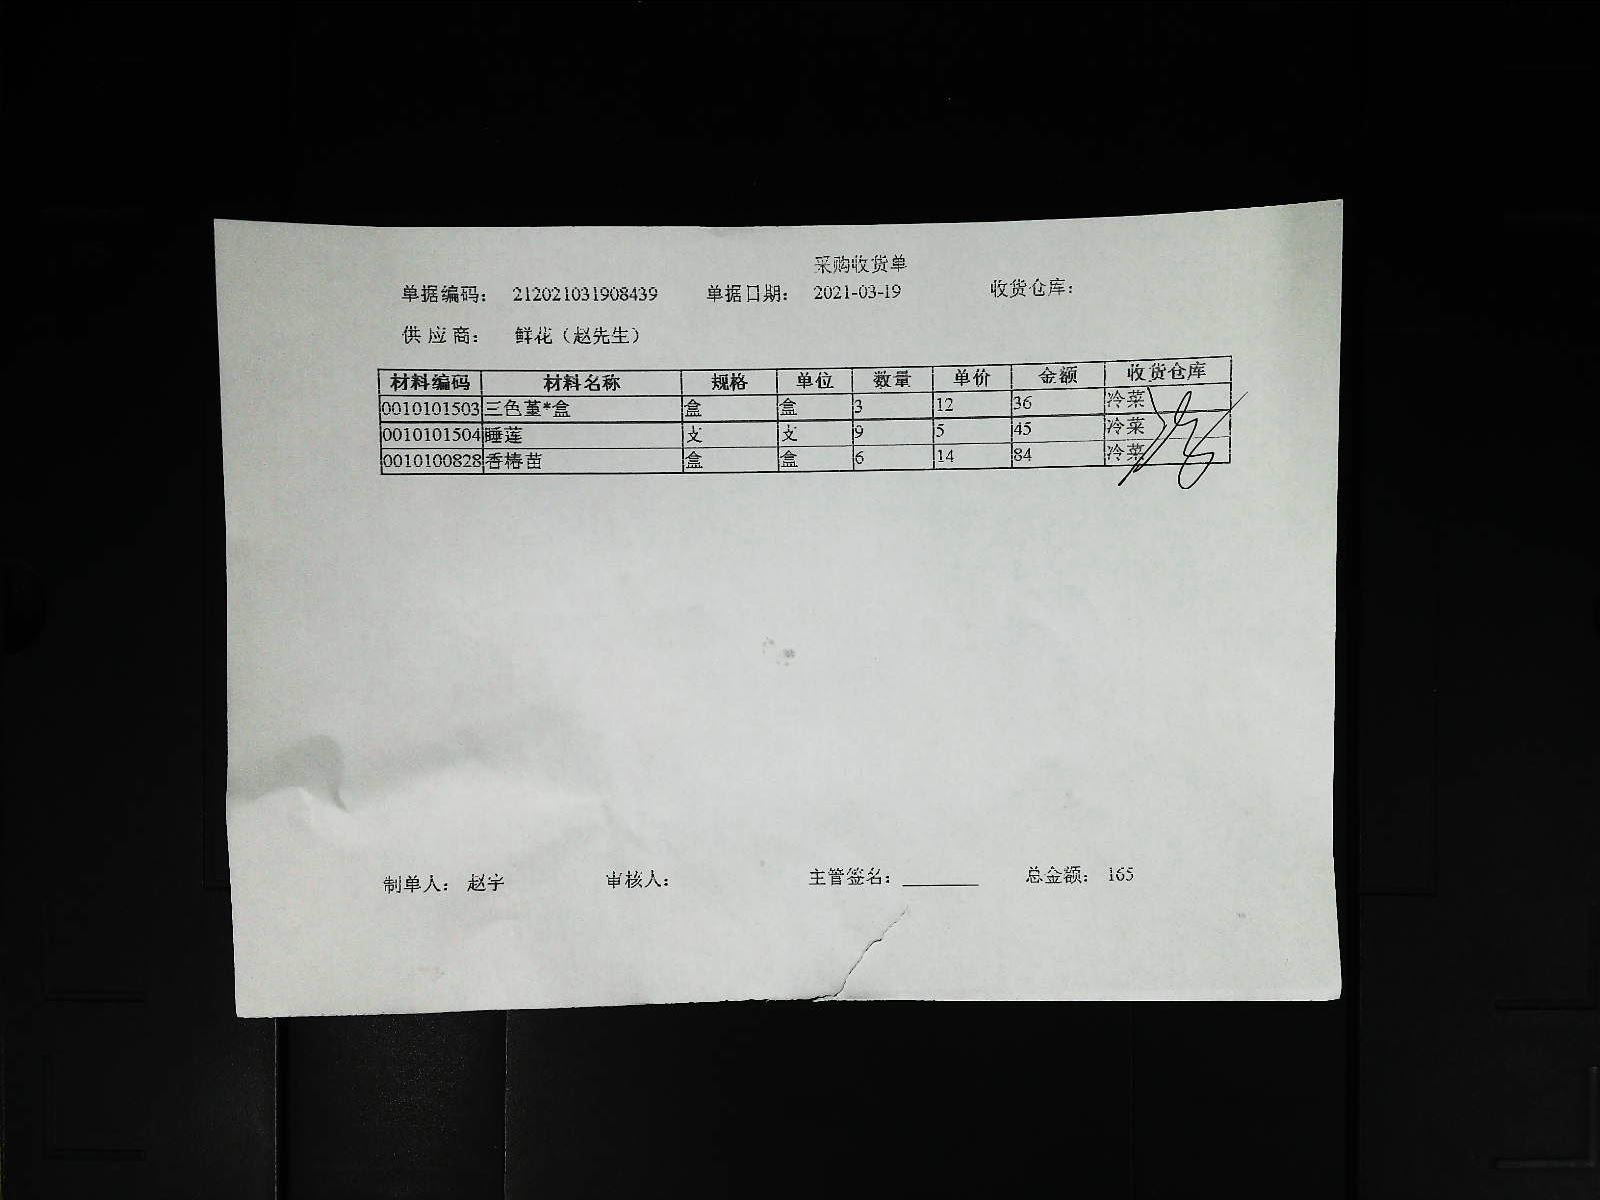 采购收货单
单据编码： 212021031908439 单据日期： 2021-03-19 收货仓库：
供应商： 鲜花（赵先生）
材料编码 材料名称 规格 单位 数量 单价 金额 收货仓库
0010101503 三色堇*盒 盒 盒 3 12 36 冷菜
0010101504 睡莲 支 支 9 5 45 冷菜
0010100828 香椿苗 盒 盒 6 14 84 冷菜
制单人： 赵宇 审核人： 主管签名： 总金额： 165